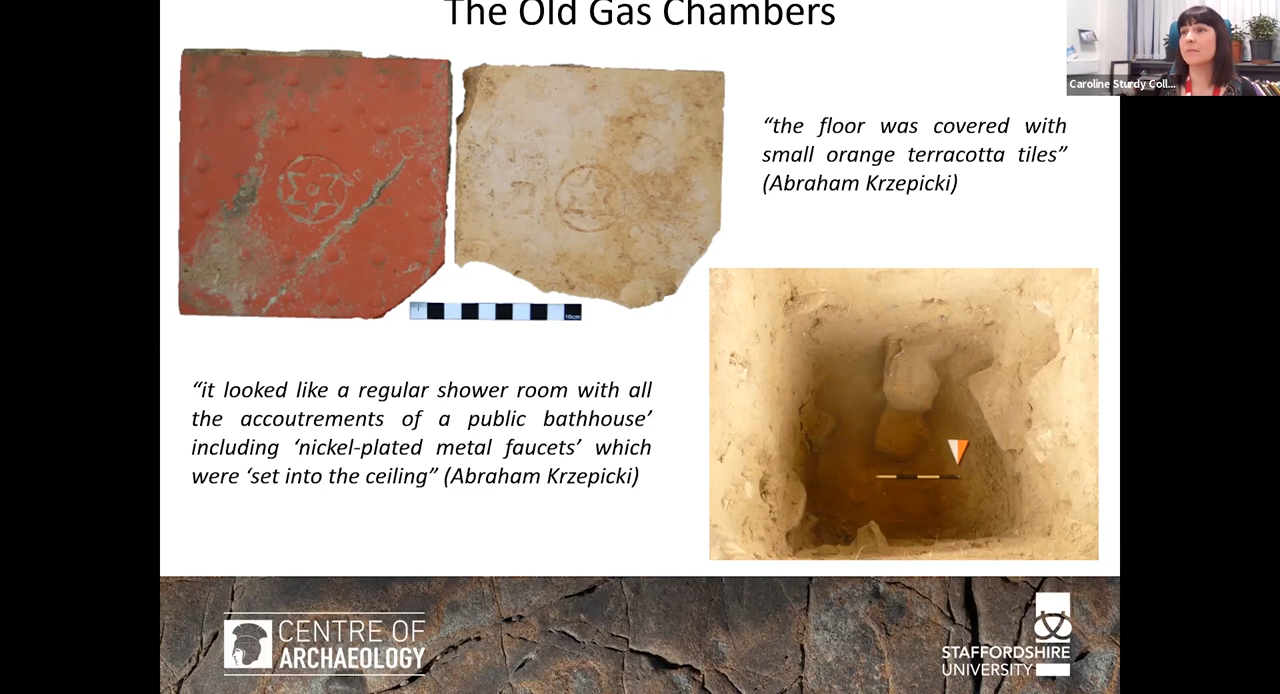 The Old Gas Chambers
Caroline Sturdy Coll...
“the floor was covered with
small orange terracotta tiles”
(Abraham Krzepicki)
10cm
“it looked like a regular shower room with all
the accoutrements of a public bathhouse’
including ‘nickel-plated metal faucets’ which
were ‘set into the ceiling” (Abraham Krzepicki)
CENTRE OF
ARCHAEOLOGY
STAFFORDSHIRE
UNIVERSITY